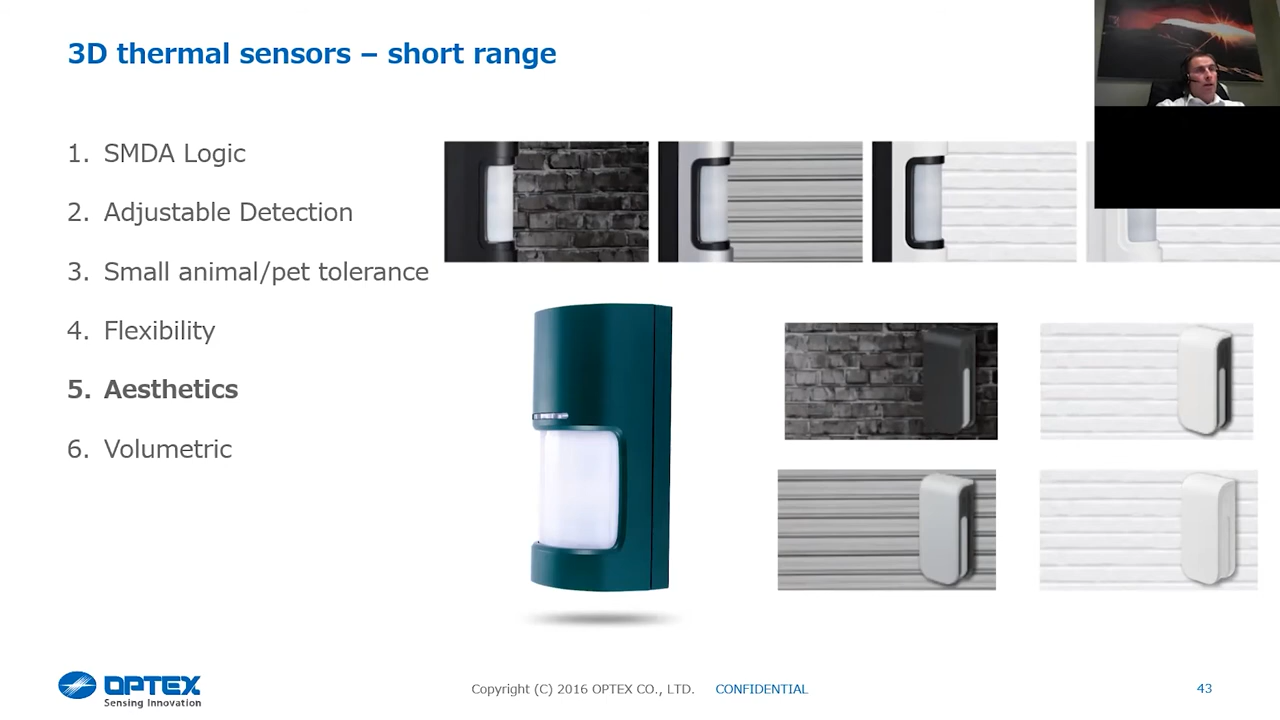 3D thermal sensors – short range
1. SMDA Logic
2. Adjustable Detection
3. Small animal/pet tolerance
4. Flexibility
5. Aesthetics
6. Volumetric
OPTEX
Sensing Innovation
Copyright (C) 2016 OPTEX CO., LTD. CONFIDENTIAL
43